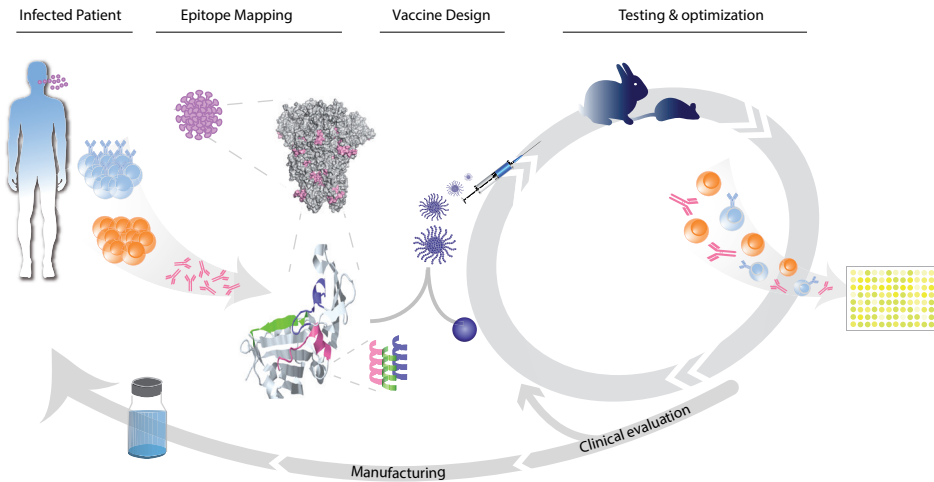 Infected Patient
Epitope Mapping
Vaccine Design
Testing & optimization
Clinical evaluation
Manufacturing